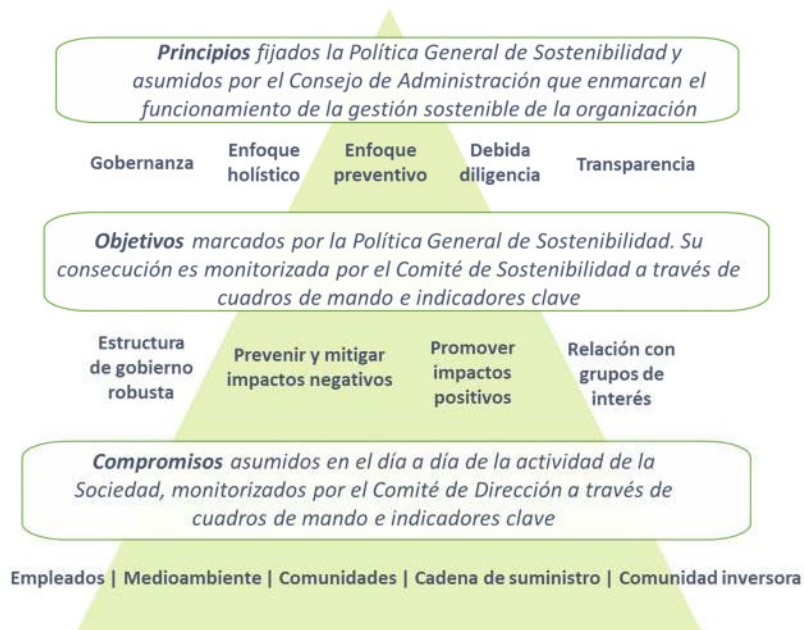 Principios fijados la Política General de Sostenibilidad y
asumidos por el Consejo de Administración que enmarcan el
funcionamiento de la gestión sostenible de la organización
Gobernanza
Enfoque
holístico
Enfoque
preventivo
Debida
diligencia
Transparencia
Objetivos marcados por la Política General de Sostenibilidad. Su
consecución es monitorizada por el Comité de Sostenibilidad a través de
cuadros de mando e indicadores clave
Estructura
de gobierno
robusta
Prevenir y mitigar
impactos negativos
Promover
impactos
positivos
Relación con
grupos de
interés
Compromisos asumidos en el día a día de la actividad de la
Sociedad, monitorizados por el Comité de Dirección a través de
cuadros de mando e indicadores clave
Empleados | Medioambiente | Comunidades | Cadena de suministro | Comunidad inversora